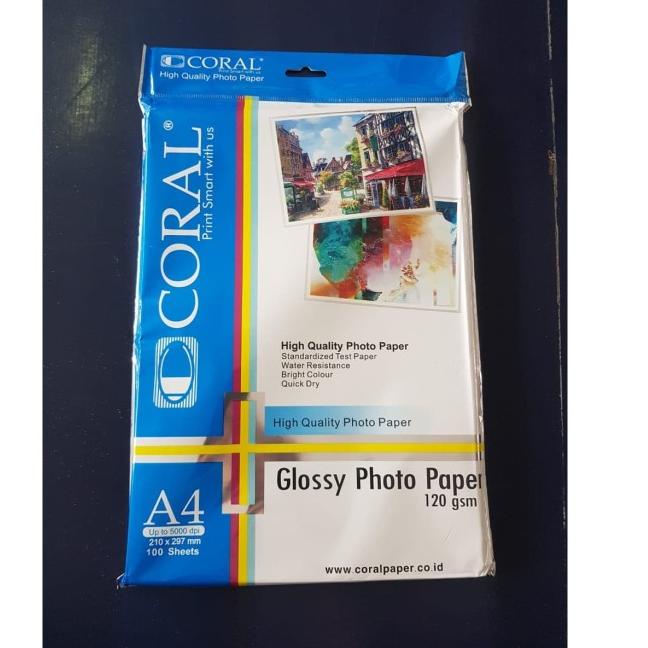 CORAL®
Print Smart with us
High Quality Photo Paper
CORAL®
Print Smart with us
High Quality Photo Paper
Standardized Test Paper
Water Resistance
Bright Colour
Quick Dry
High Quality Photo Paper
Glossy Photo Paper
120 gsm
A4
Up to 5000 dpi
210 x 297 mm
100 Sheets
www.coralpaper.co.id